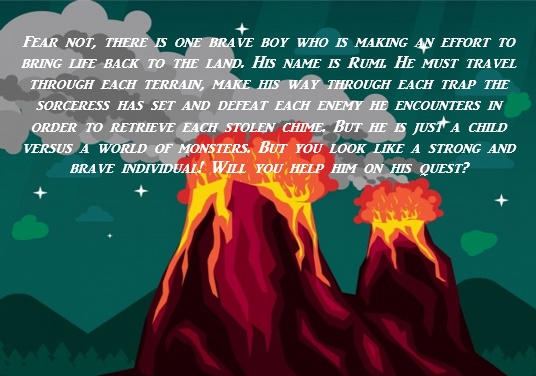 Fear not, there is one brave boy who is making an effort to
bring life back to the land. His name is Rumi. He must travel
through each terrain, make his way through each trap the
sorceress has set and defeat each enemy he encounters in
order to retrieve each stolen chime. But he is just a child
versus a world of monsters. But you look like a strong and
brave individual! Will you help him on his quest?